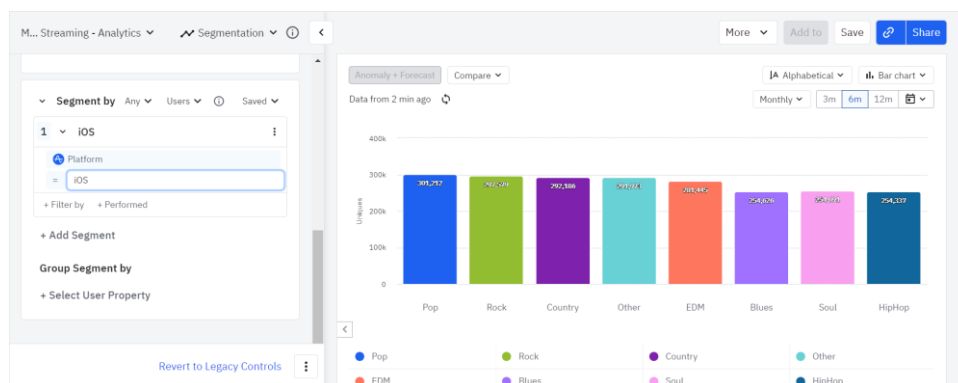 M... Streaming - Analytics
Segmentation
More
Add to
Save
Share
Segment by Any Users Saved
1 iOS
Platform
= iOS
+ Filter by + Performed
+ Add Segment
Group Segment by
+ Select User Property
Revert to Legacy Controls
Anomaly + Forecast
Compare
Alphabetical
Bar chart
Data from 2 min ago
Monthly
3m 6m 12m
400k
300k
200k
100k
0
Uniques
301,212
292,186
281,445
254,626
254,337
Pop Rock Country Other EDM Blues Soul HipHop
Pop Rock Country Other
EDM Blues Soul HipHop